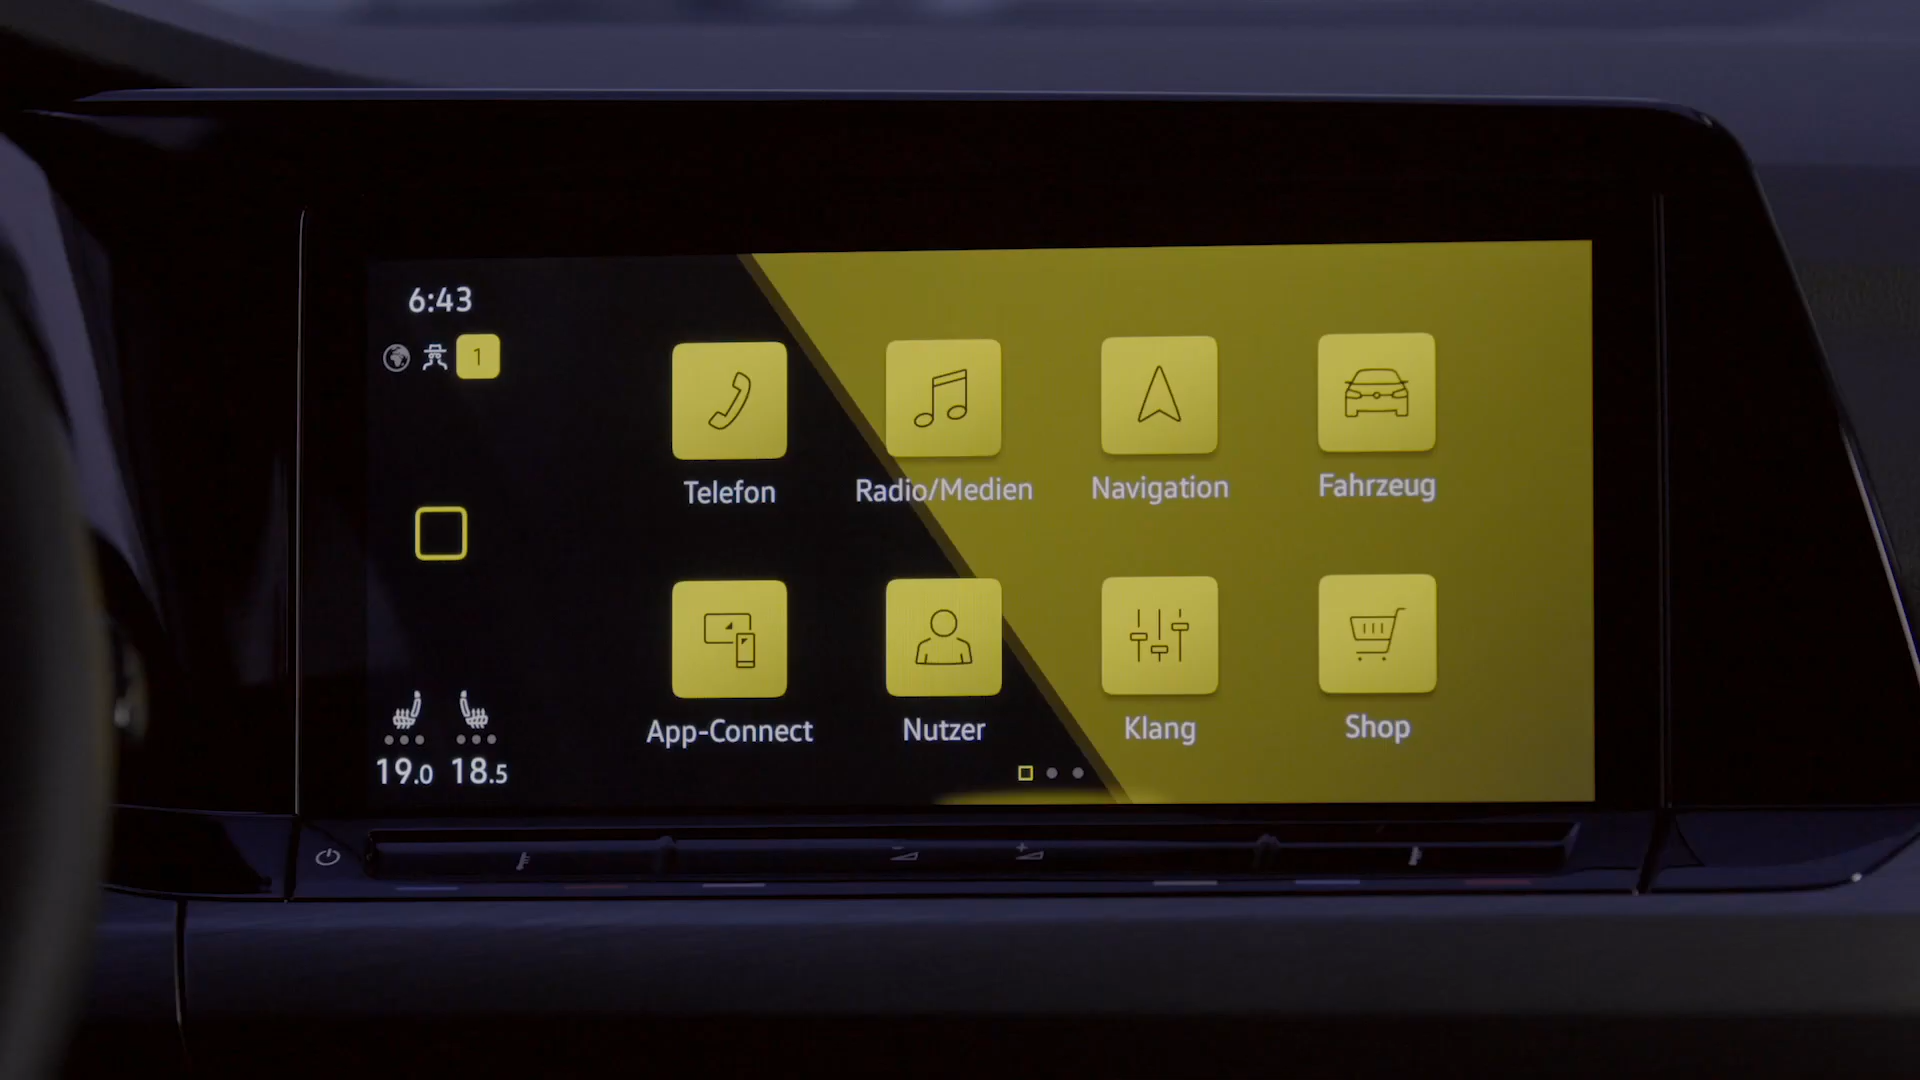 6:43
1
Telefon
Radio/Medien
Navigation
Fahrzeug
App-Connect
Nutzer
Klang
Shop
19.0
18.5